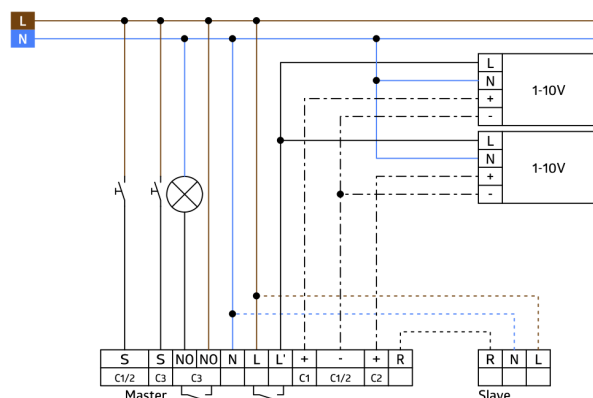 L
N
L
N
+
-
1-10V
L
N
+
-
1-10V
S S NO NO N L L' + - + R
C1/2 C3 C3 C1 C1/2 C2
Master
R N L
Slave